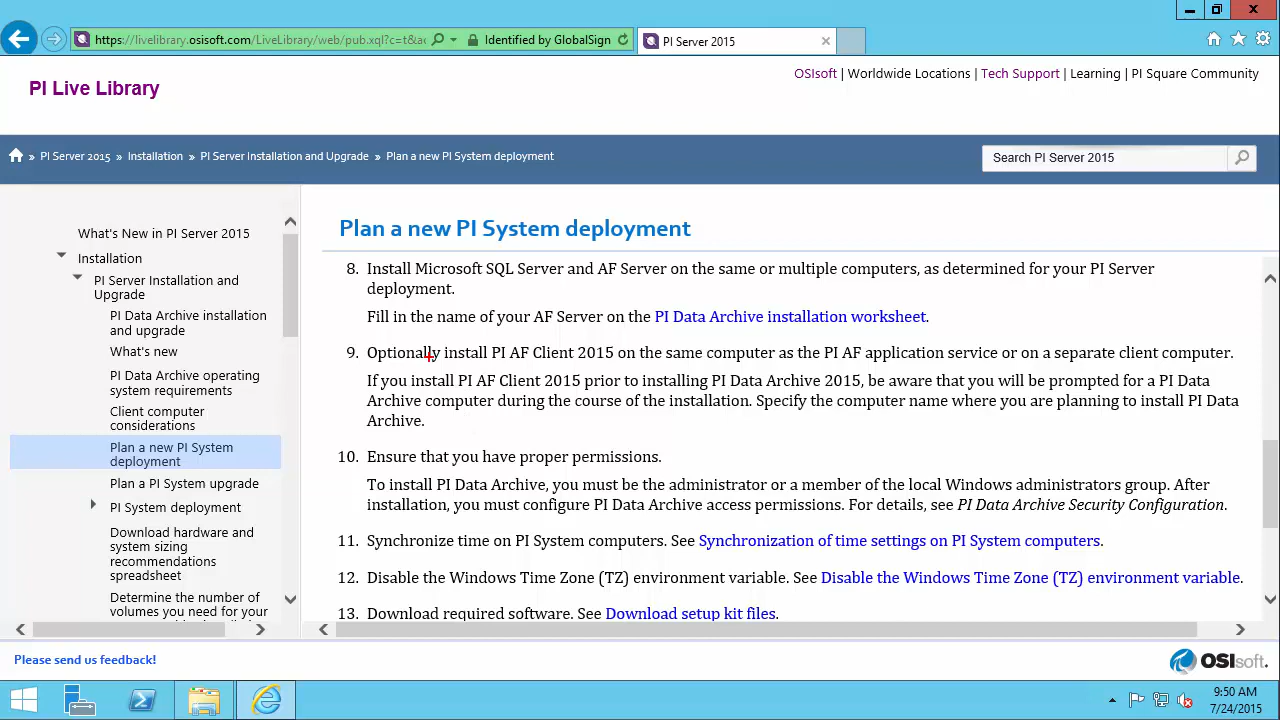 https://livelibrary.osisoft.com/LiveLibrary/web/pub.xql?c=t&ac
Identified by GlobalSign
PI Server 2015
PI Live Library
OSIsoft | Worldwide Locations | Tech Support | Learning | PI Square Community
» PI Server 2015 » Installation » PI Server Installation and Upgrade » Plan a new PI System deployment
Search PI Server 2015
What's New in PI Server 2015
Installation
PI Server Installation and
Upgrade
PI Data Archive installation
and upgrade
What's new
PI Data Archive operating
system requirements
Client computer
considerations
Plan a new PI System
deployment
Plan a PI System upgrade
PI System deployment
Download hardware and
system sizing
recommendations
spreadsheet
Determine the number of
volumes you need for your
Plan a new PI System deployment
8. Install Microsoft SQL Server and AF Server on the same or multiple computers, as determined for your PI Server
deployment.
Fill in the name of your AF Server on the PI Data Archive installation worksheet.
9. Optionally install PI AF Client 2015 on the same computer as the PI AF application service or on a separate client computer.
If you install PI AF Client 2015 prior to installing PI Data Archive 2015, be aware that you will be prompted for a PI Data
Archive computer during the course of the installation. Specify the computer name where you are planning to install PI Data
Archive.
10. Ensure that you have proper permissions.
To install PI Data Archive, you must be the administrator or a member of the local Windows administrators group. After
installation, you must configure PI Data Archive access permissions. For details, see PI Data Archive Security Configuration.
11. Synchronize time on PI System computers. See Synchronization of time settings on PI System computers.
12. Disable the Windows Time Zone (TZ) environment variable. See Disable the Windows Time Zone (TZ) environment variable.
13. Download required software. See Download setup kit files.
Please send us feedback!
OSIsoft.
9:50 AM
7/24/2015